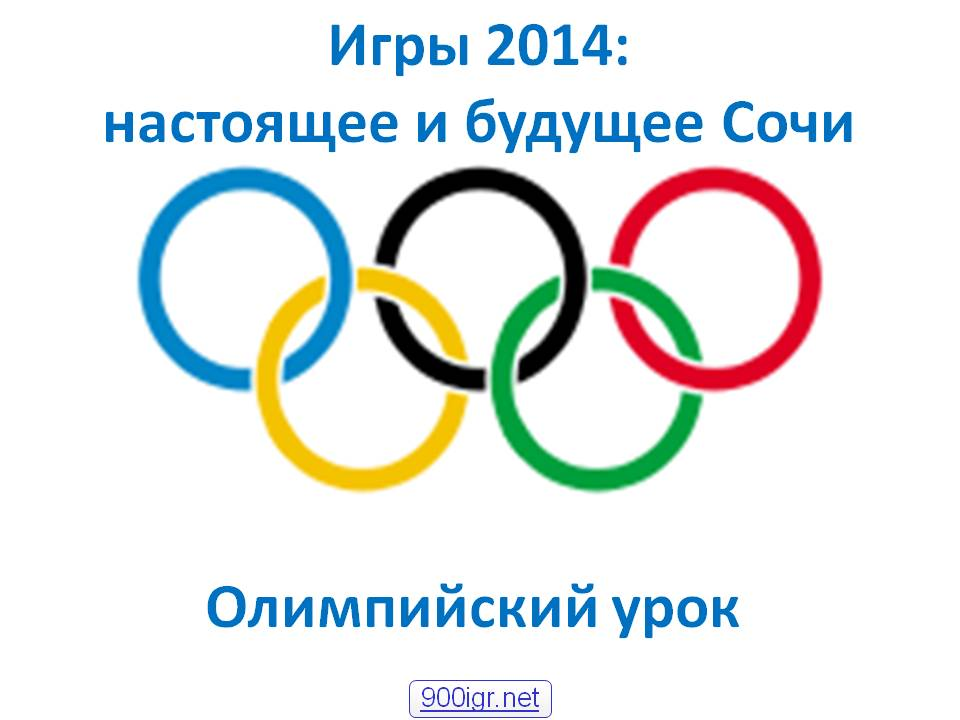 Игры 2014:
настоящее и будущее Сочи
Олимпийский урок
900igr.net